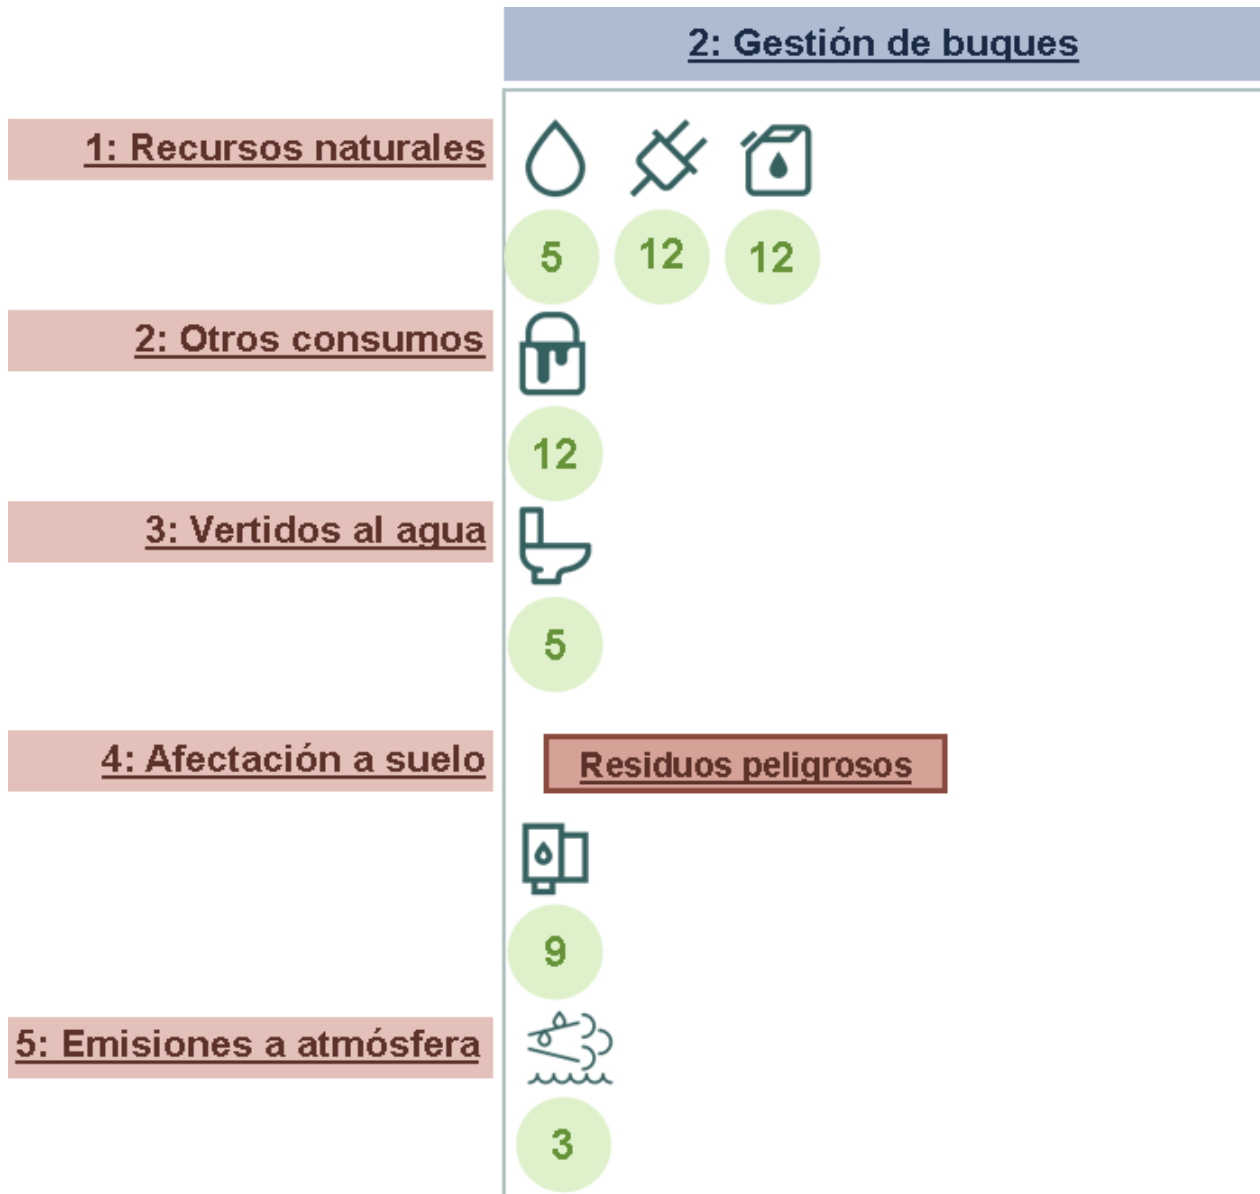 2: Gestión de buques
1: Recursos naturales
5 12 12
2: Otros consumos
12
3: Vertidos al agua
5
4: Afectación a suelo
Residuos peligrosos
9
5: Emisiones a atmósfera
3